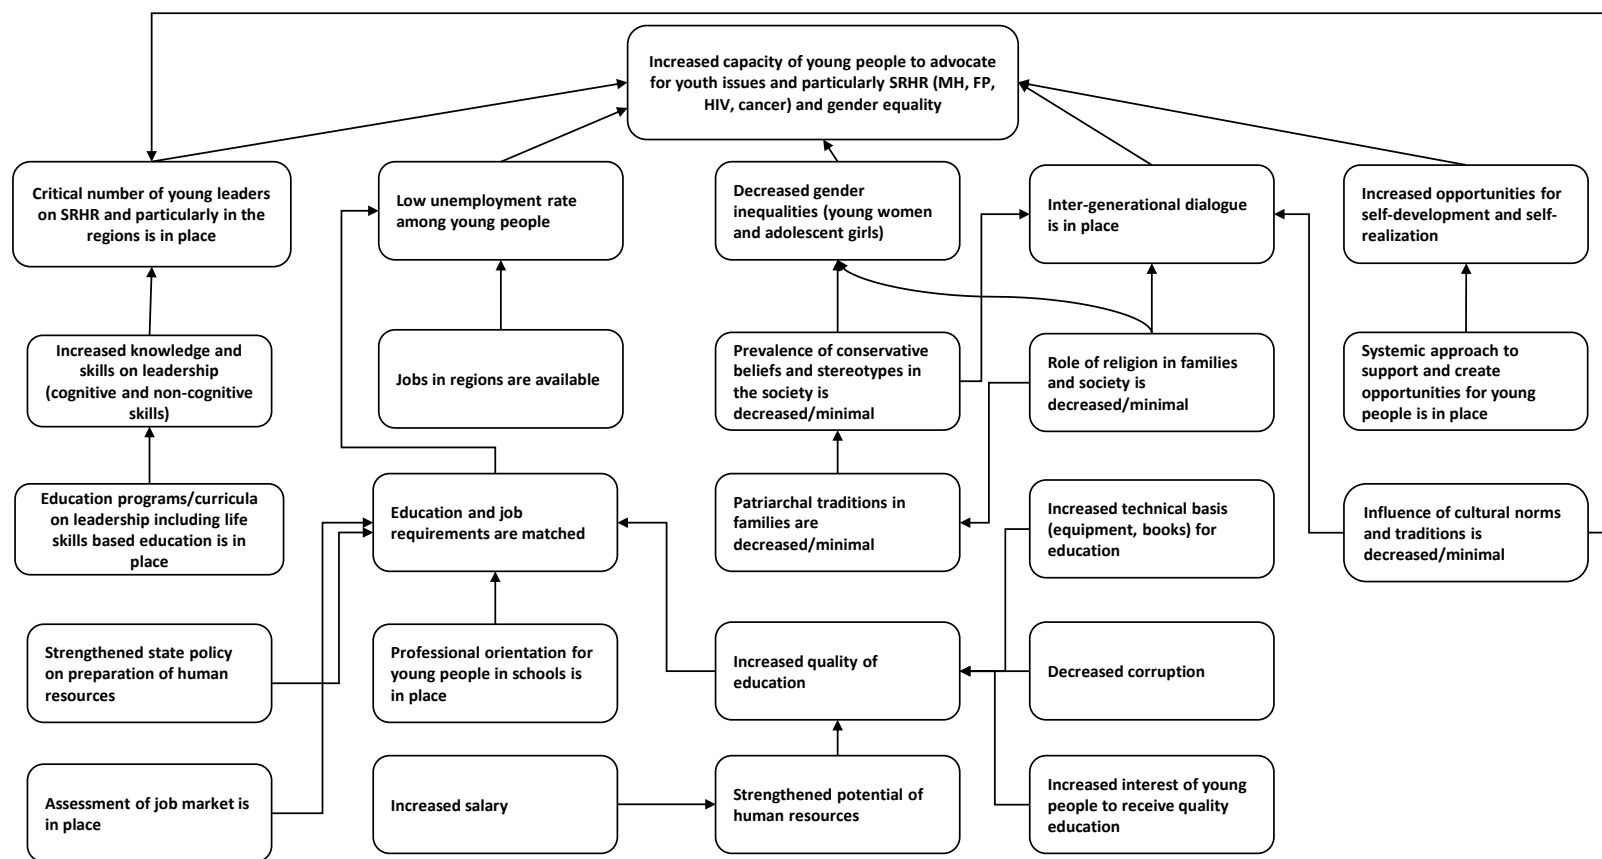 Increased capacity of young people to advocate
for youth issues and particularly SRHR (MH, FP,
HIV, cancer) and gender equality
Critical number of young leaders
on SRHR and particularly in the
regions is in place
Low unemployment rate
among young people
Decreased gender
inequalities (young women
and adolescent girls)
Inter-generational dialogue
is in place
Increased opportunities for
self-development and self-
realization
Increased knowledge and
skills on leadership
(cognitive and non-cognitive
skills)
Jobs in regions are available
Prevalence of conservative
beliefs and stereotypes in
the society is
decreased/minimal
Role of religion in families
and society is
decreased/minimal
Systemic approach to
support and create
opportunities for young
people is in place
Education programs/curricula
on leadership including life
skills based education is in
place
Education and job
requirements are matched
Patriarchal traditions in
families are
decreased/minimal
Increased technical basis
(equipment, books) for
education
Influence of cultural norms
and traditions is
decreased/minimal
Strengthened state policy
on preparation of human
resources
Professional orientation for
young people in schools is
in place
Increased quality of
education
Decreased corruption
Assessment of job market is
in place
Increased salary
Strengthened potential of
human resources
Increased interest of young
people to receive quality
education